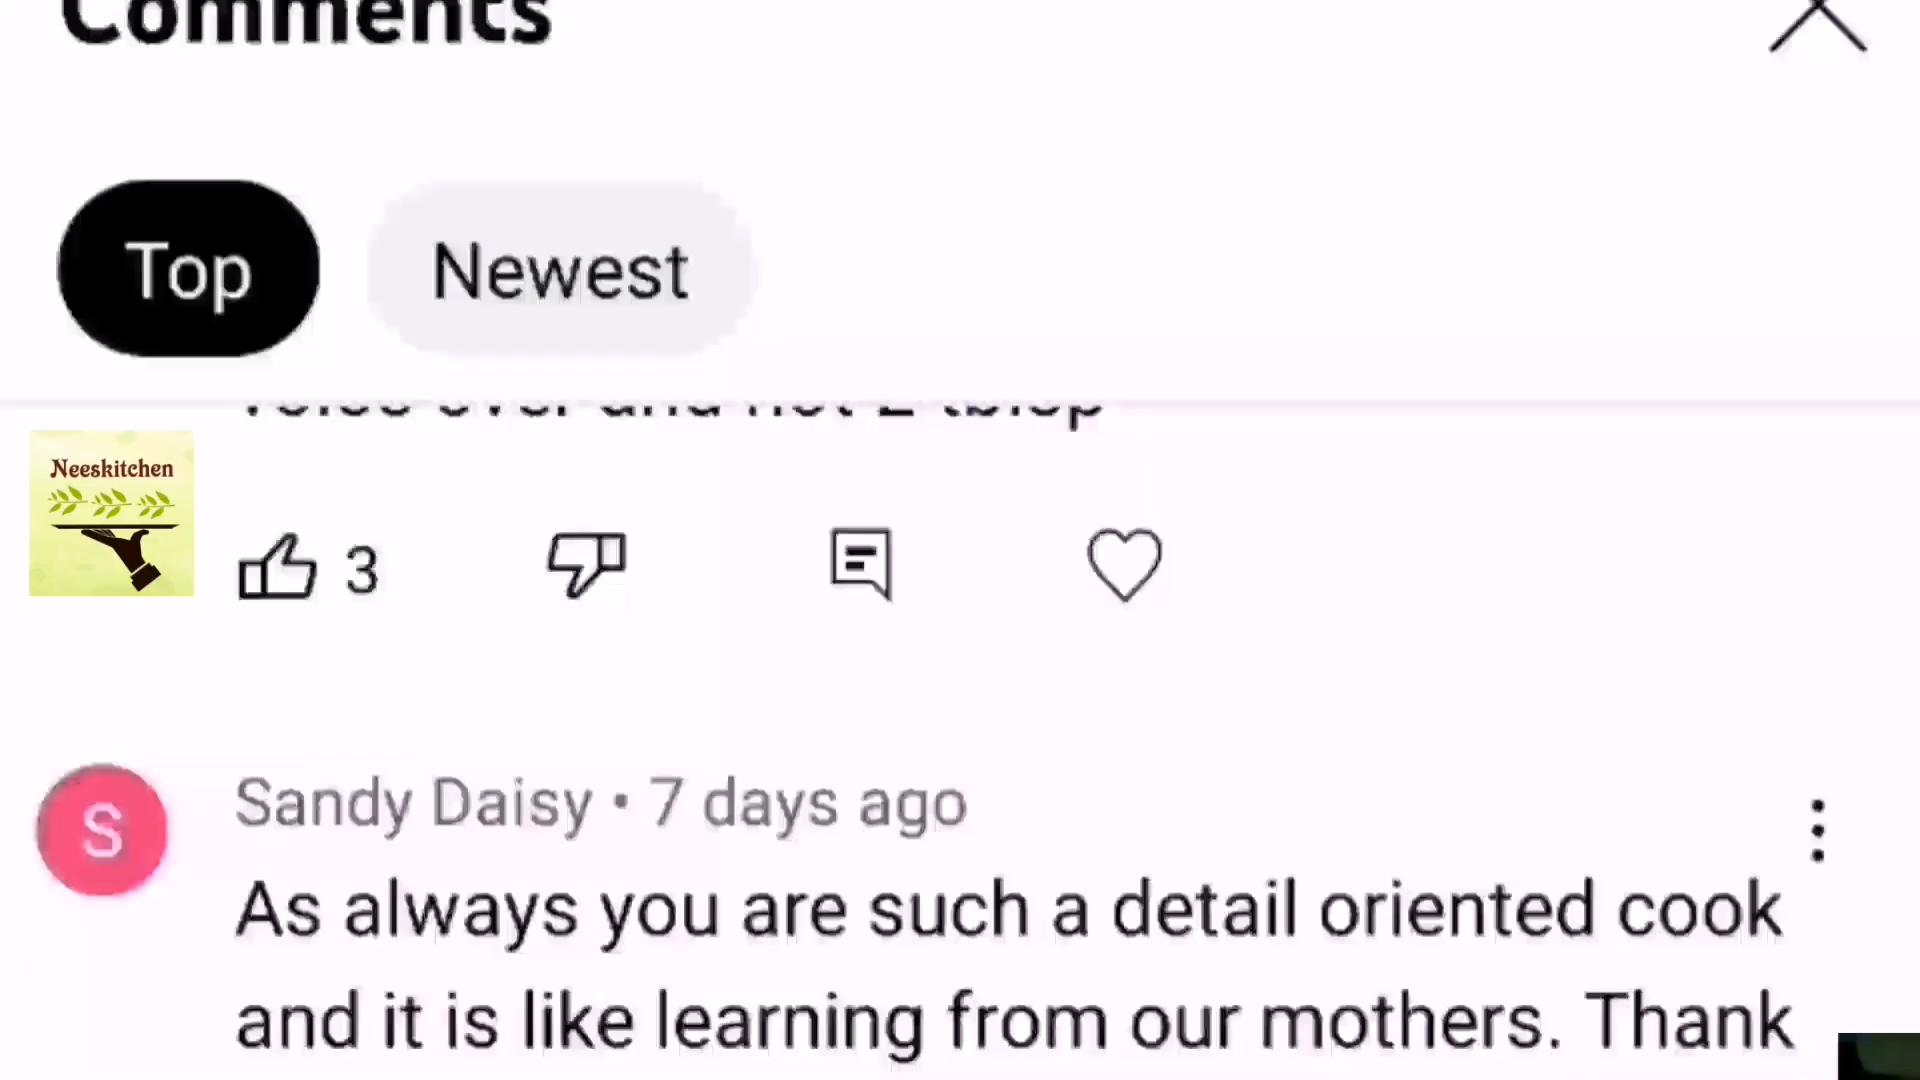 Comments
Top
Newest
Neeskitchen
3
S
Sandy Daisy • 7 days ago
As always you are such a detail oriented cook
and it is like learning from our mothers. Thank